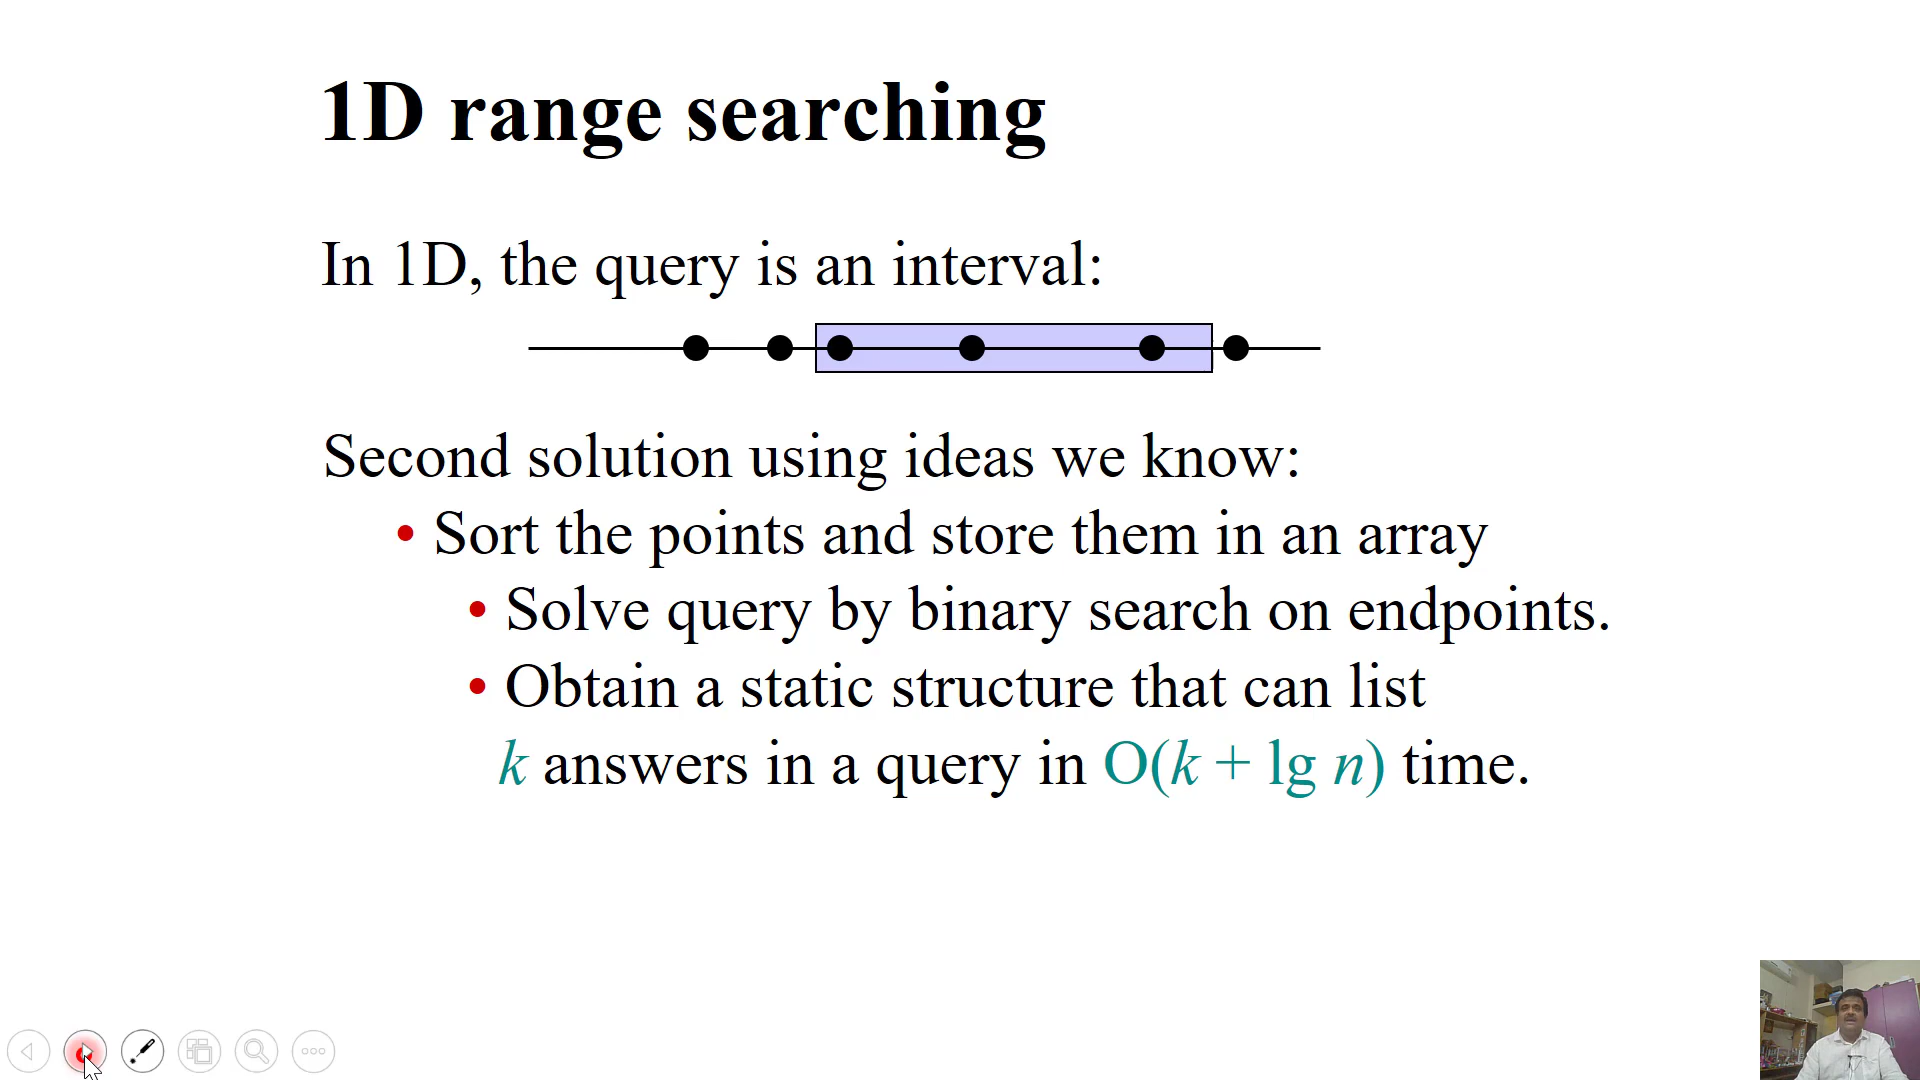 1D range searching
In 1D, the query is an interval:
Second solution using ideas we know:
• Sort the points and store them in an array
• Solve query by binary search on endpoints.
• Obtain a static structure that can list
k answers in a query in O(k + lg n) time.